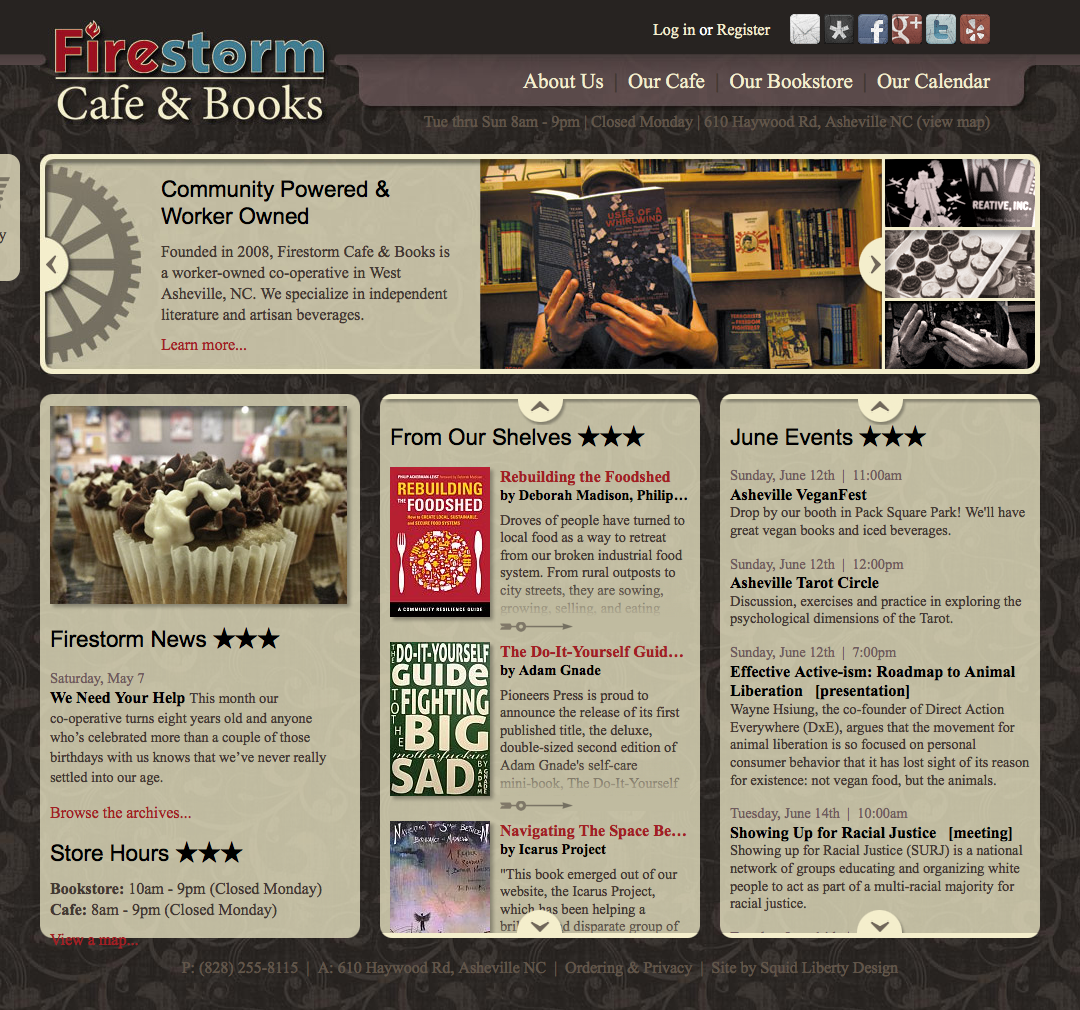 Firestorm
Cafe & Books
Log in or Register
About Us | Our Cafe | Our Bookstore | Our Calendar
Tue thru Sun 8am - 9pm | Closed Monday | 610 Haywood Rd, Asheville NC (view map)
y
Community Powered &
Worker Owned
Founded in 2008, Firestorm Cafe & Books is
a worker-owned co-operative in West
Asheville, NC. We specialize in independent
literature and artisan beverages.
Learn more...
USES OF A
WHIRLWIND
REATIVE, INC.
Firestorm News ★★★
Saturday, May 7
We Need Your Help This month our
co-operative turns eight years old and anyone
who's celebrated more than a couple of those
birthdays with us knows that we've never really
settled into our age.
Browse the archives...
Store Hours ★★★
Bookstore: 10am - 9pm (Closed Monday)
Cafe: 8am - 9pm (Closed Monday)
View a map...
From Our Shelves ★★★
REBUILDING
THE FOODSHED
How to CREATE LOCAL, SUSTAINABLE,
and SECURE FOOD SYSTEMS
A COMMUNITY RESILIENCE GUIDE
Rebuilding the Foodshed
by Deborah Madison, Philip…
Droves of people have turned to
local food as a way to retreat
from our broken industrial food
system. From rural outposts to
city streets, they are sowing,
growing, selling, and eating
THE DO-IT-YOURSELF
GUIDE
TO FIGHTING
THE BIG
motherfuckin'
SAD
BY ADAM GNADE
The Do-It-Yourself Guid…
by Adam Gnade
Pioneers Press is proud to
announce the release of its first
published title, the deluxe,
double-sized second edition of
Adam Gnade's self-care
mini-book, The Do-It-Yourself
Navigating The Space Be…
by Icarus Project
"This book emerged out of our
website, the Icarus Project,
which has been helping a
disparate group of
June Events ★★★
Sunday, June 12th | 11:00am
Asheville VeganFest
Drop by our booth in Pack Square Park! We'll have
great vegan books and iced beverages.
Sunday, June 12th | 12:00pm
Asheville Tarot Circle
Discussion, exercises and practice in exploring the
psychological dimensions of the Tarot.
Sunday, June 12th | 7:00pm
Effective Active-ism: Roadmap to Animal
Liberation [presentation]
Wayne Hsiung, the co-founder of Direct Action
Everywhere (DxE), argues that the movement for
animal liberation is so focused on personal
consumer behavior that it has lost sight of its reason
for existence: not vegan food, but the animals.
Tuesday, June 14th | 10:00am
Showing Up for Racial Justice [meeting]
Showing up for Racial Justice (SURJ) is a national
network of groups educating and organizing white
people to act as part of a multi-racial majority for
racial justice.
P: (828) 255-8115 | A: 610 Haywood Rd, Asheville NC | Ordering & Privacy | Site by Squid Liberty Design